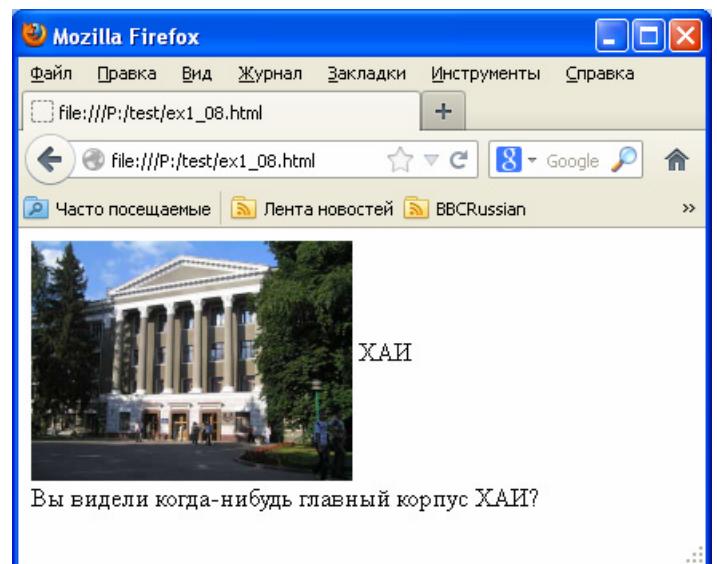 Mozilla Firefox
Файл Правка Вид Журнал Закладки Инструменты Справка
file:///P:/test/ex1_08.html +
file:///P:/test/ex1_08.html 8 Google
Часто посещаемые Лента новостей BBCRussian »
ХАИ
Вы видели когда-нибудь главный корпус ХАИ?